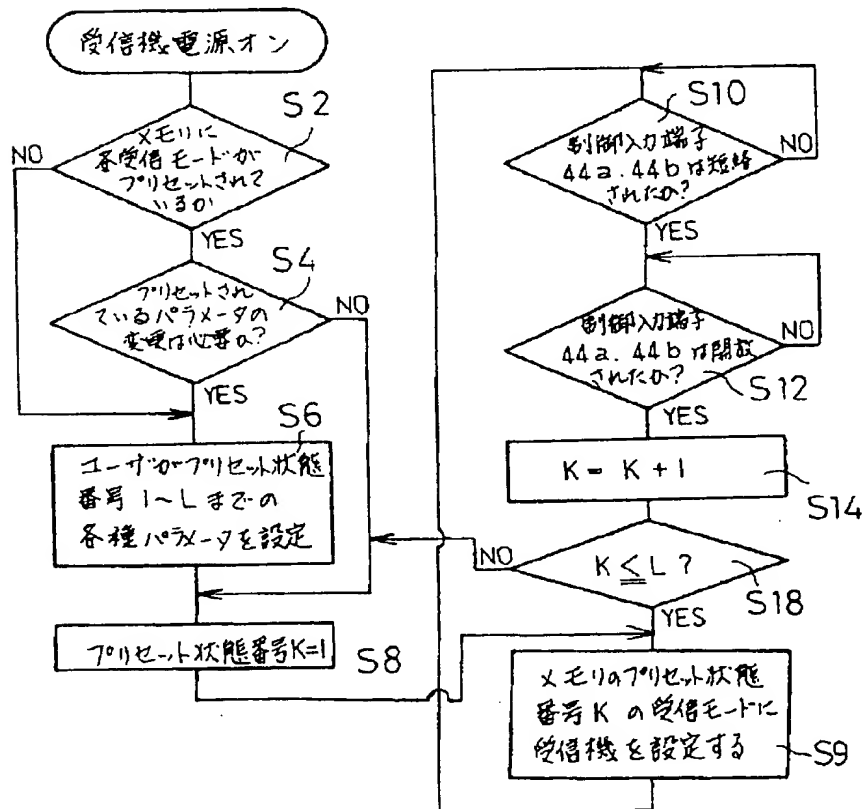 受信機電源オン
S2
メモリに
各受信モードが
プリセットされて
いるか
NO
YES
S4
プリセットされ
ているパラメータの
変更は必要か?
NO
YES
S6
ユーザがプリセット状態
番号 1〜L までの
各種パラメータを設定
プリセット状態番号K=1
S8
S10
制御入力端子
44a.44bは短絡
されたか?
NO
YES
制御入力端子
44a.44bは開放
されたか?
NO
S12
YES
K = K + 1
S14
NO
K ≦ L ?
S18
YES
メモリのプリセット状態
番号 K の受信モードに
受信機を設定する
S9